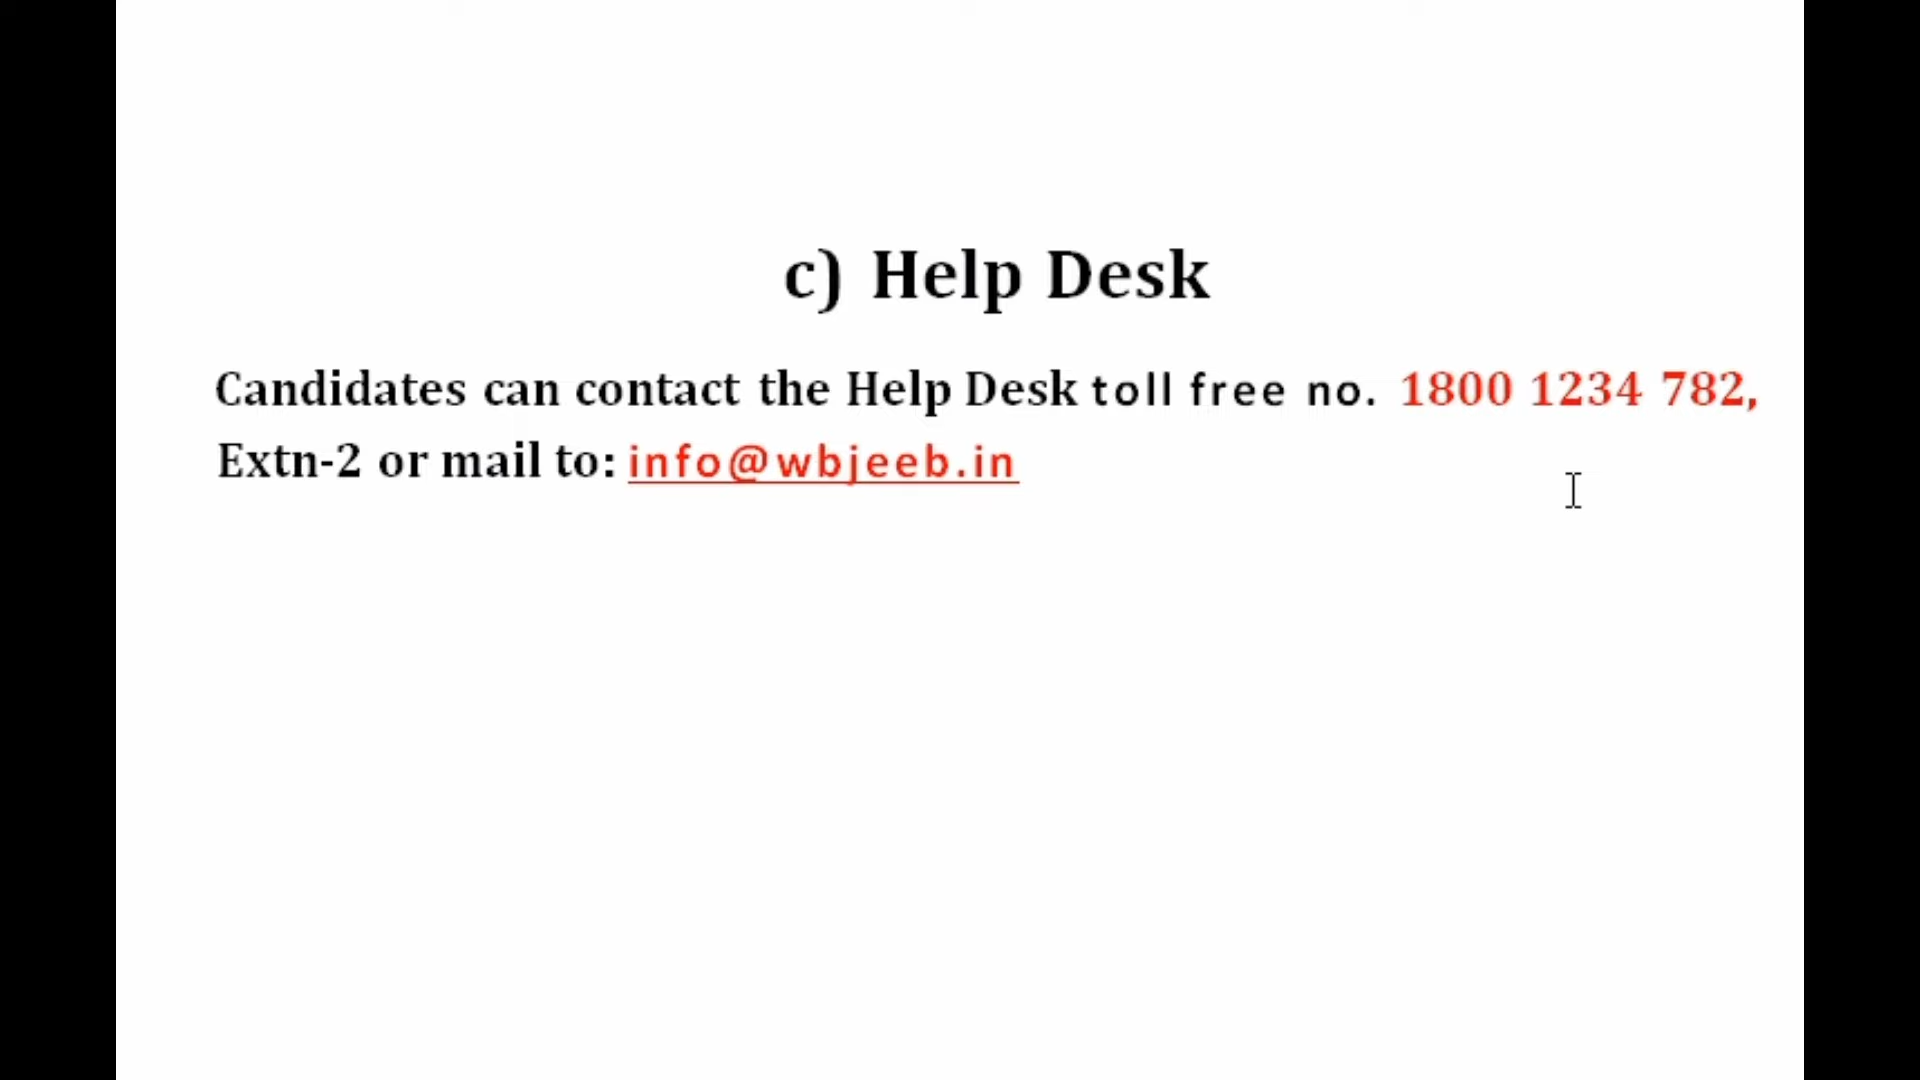 c) Help Desk
Candidates can contact the Help Desk toll free no. 1800 1234 782,
Extn-2 or mail to: info@wbjeeb.in